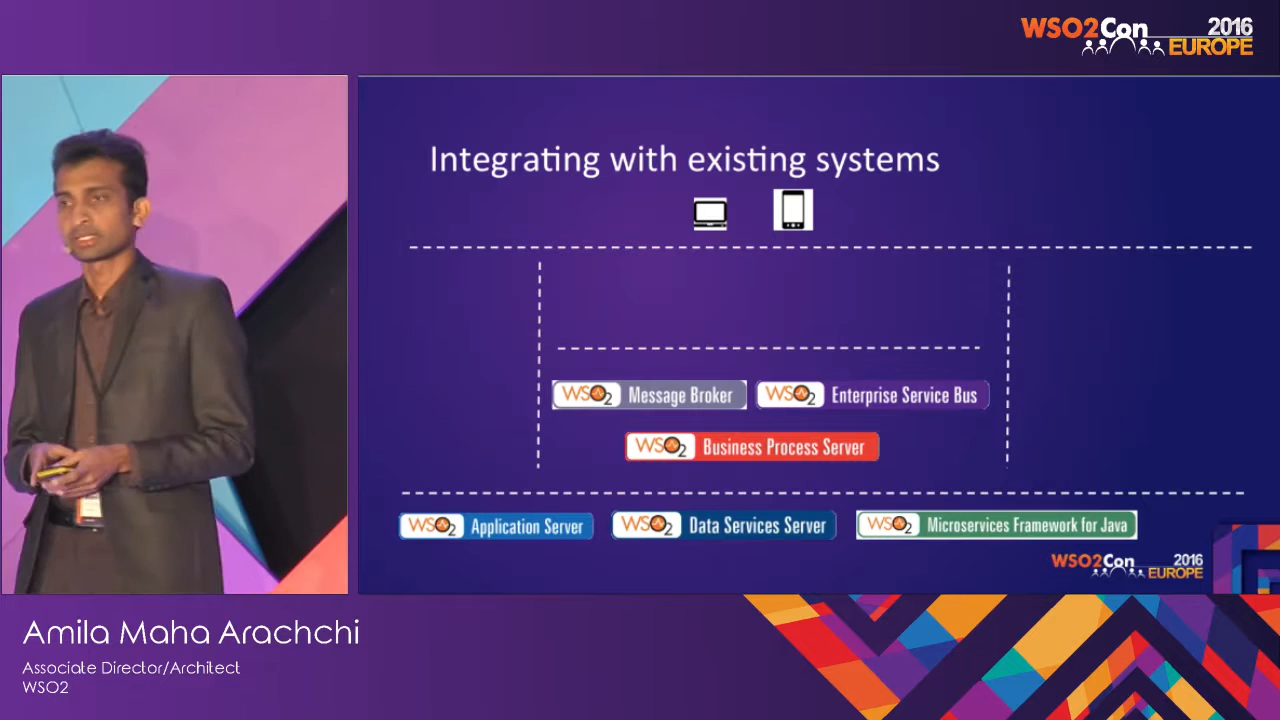 WSO2Con 2016
EUROPE
Integrating with existing systems
WSO2 Message Broker
WSO2 Enterprise Service Bus
WSO2 Business Process Server
WSO2 Application Server
WSO2 Data Services Server
WSO2 Microservices Framework for Java
WSO2Con 2016
EUROPE
Amila Maha Arachchi
Associate Director/Architect
WSO2